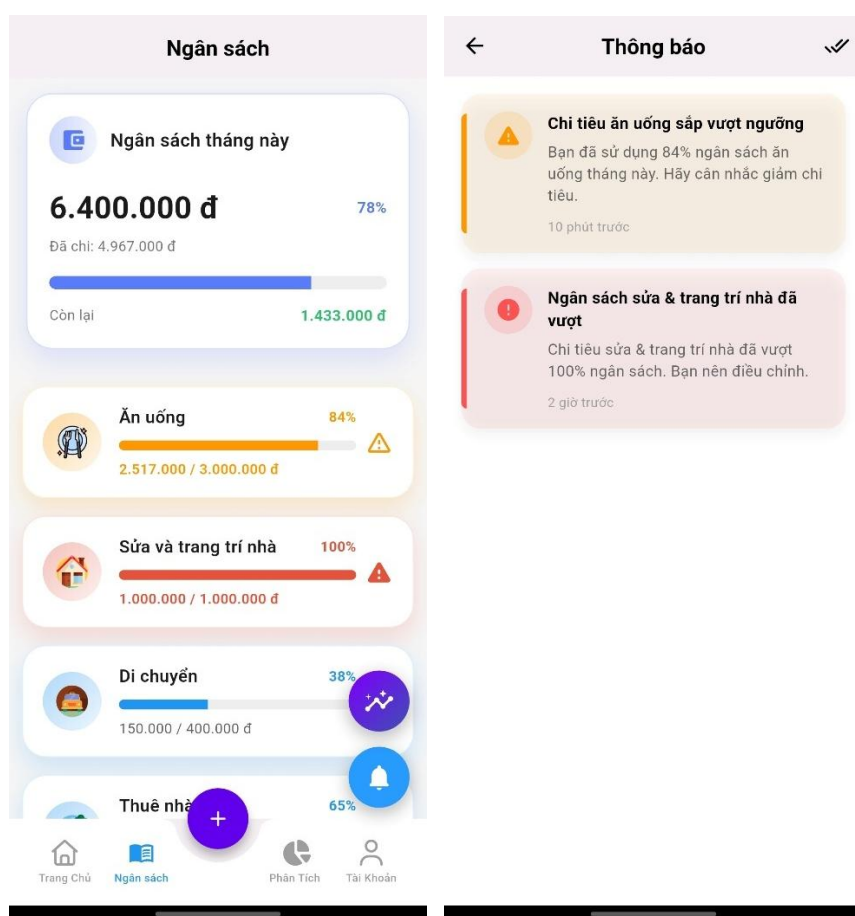 Ngân sách
Ngân sách tháng này
6.400.000 đ
78%
Đã chi: 4.967.000 đ
Còn lại
1.433.000 đ
Ăn uống
84%
2.517.000 / 3.000.000 đ
Sửa và trang trí nhà
100%
1.000.000 / 1.000.000 đ
Di chuyển
38%
150.000 / 400.000 đ
Thuê nhà
65%
Trang Chủ
Ngân sách
Phân Tích
Tài Khoản
Thông báo
Chi tiêu ăn uống sắp vượt ngưỡng
Bạn đã sử dụng 84% ngân sách ăn
uống tháng này. Hãy cân nhắc giảm chi
tiêu.
10 phút trước
Ngân sách sửa & trang trí nhà đã
vượt
Chi tiêu sửa & trang trí nhà đã vượt
100% ngân sách. Bạn nên điều chỉnh.
2 giờ trước